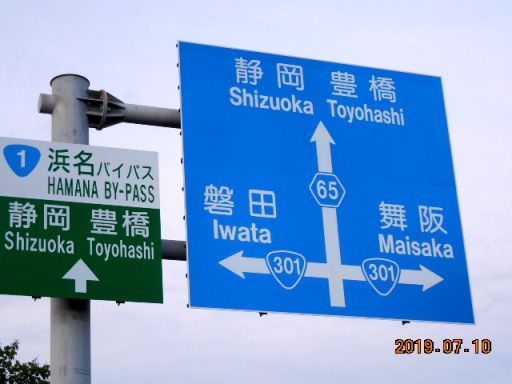 1 浜名バイパス
HAMANA BY-PASS
静岡 豊橋
Shizuoka Toyohashi
静岡 豊橋
Shizuoka Toyohashi
65
磐田
Iwata
舞阪
Maisaka
301
301
2019.07.10